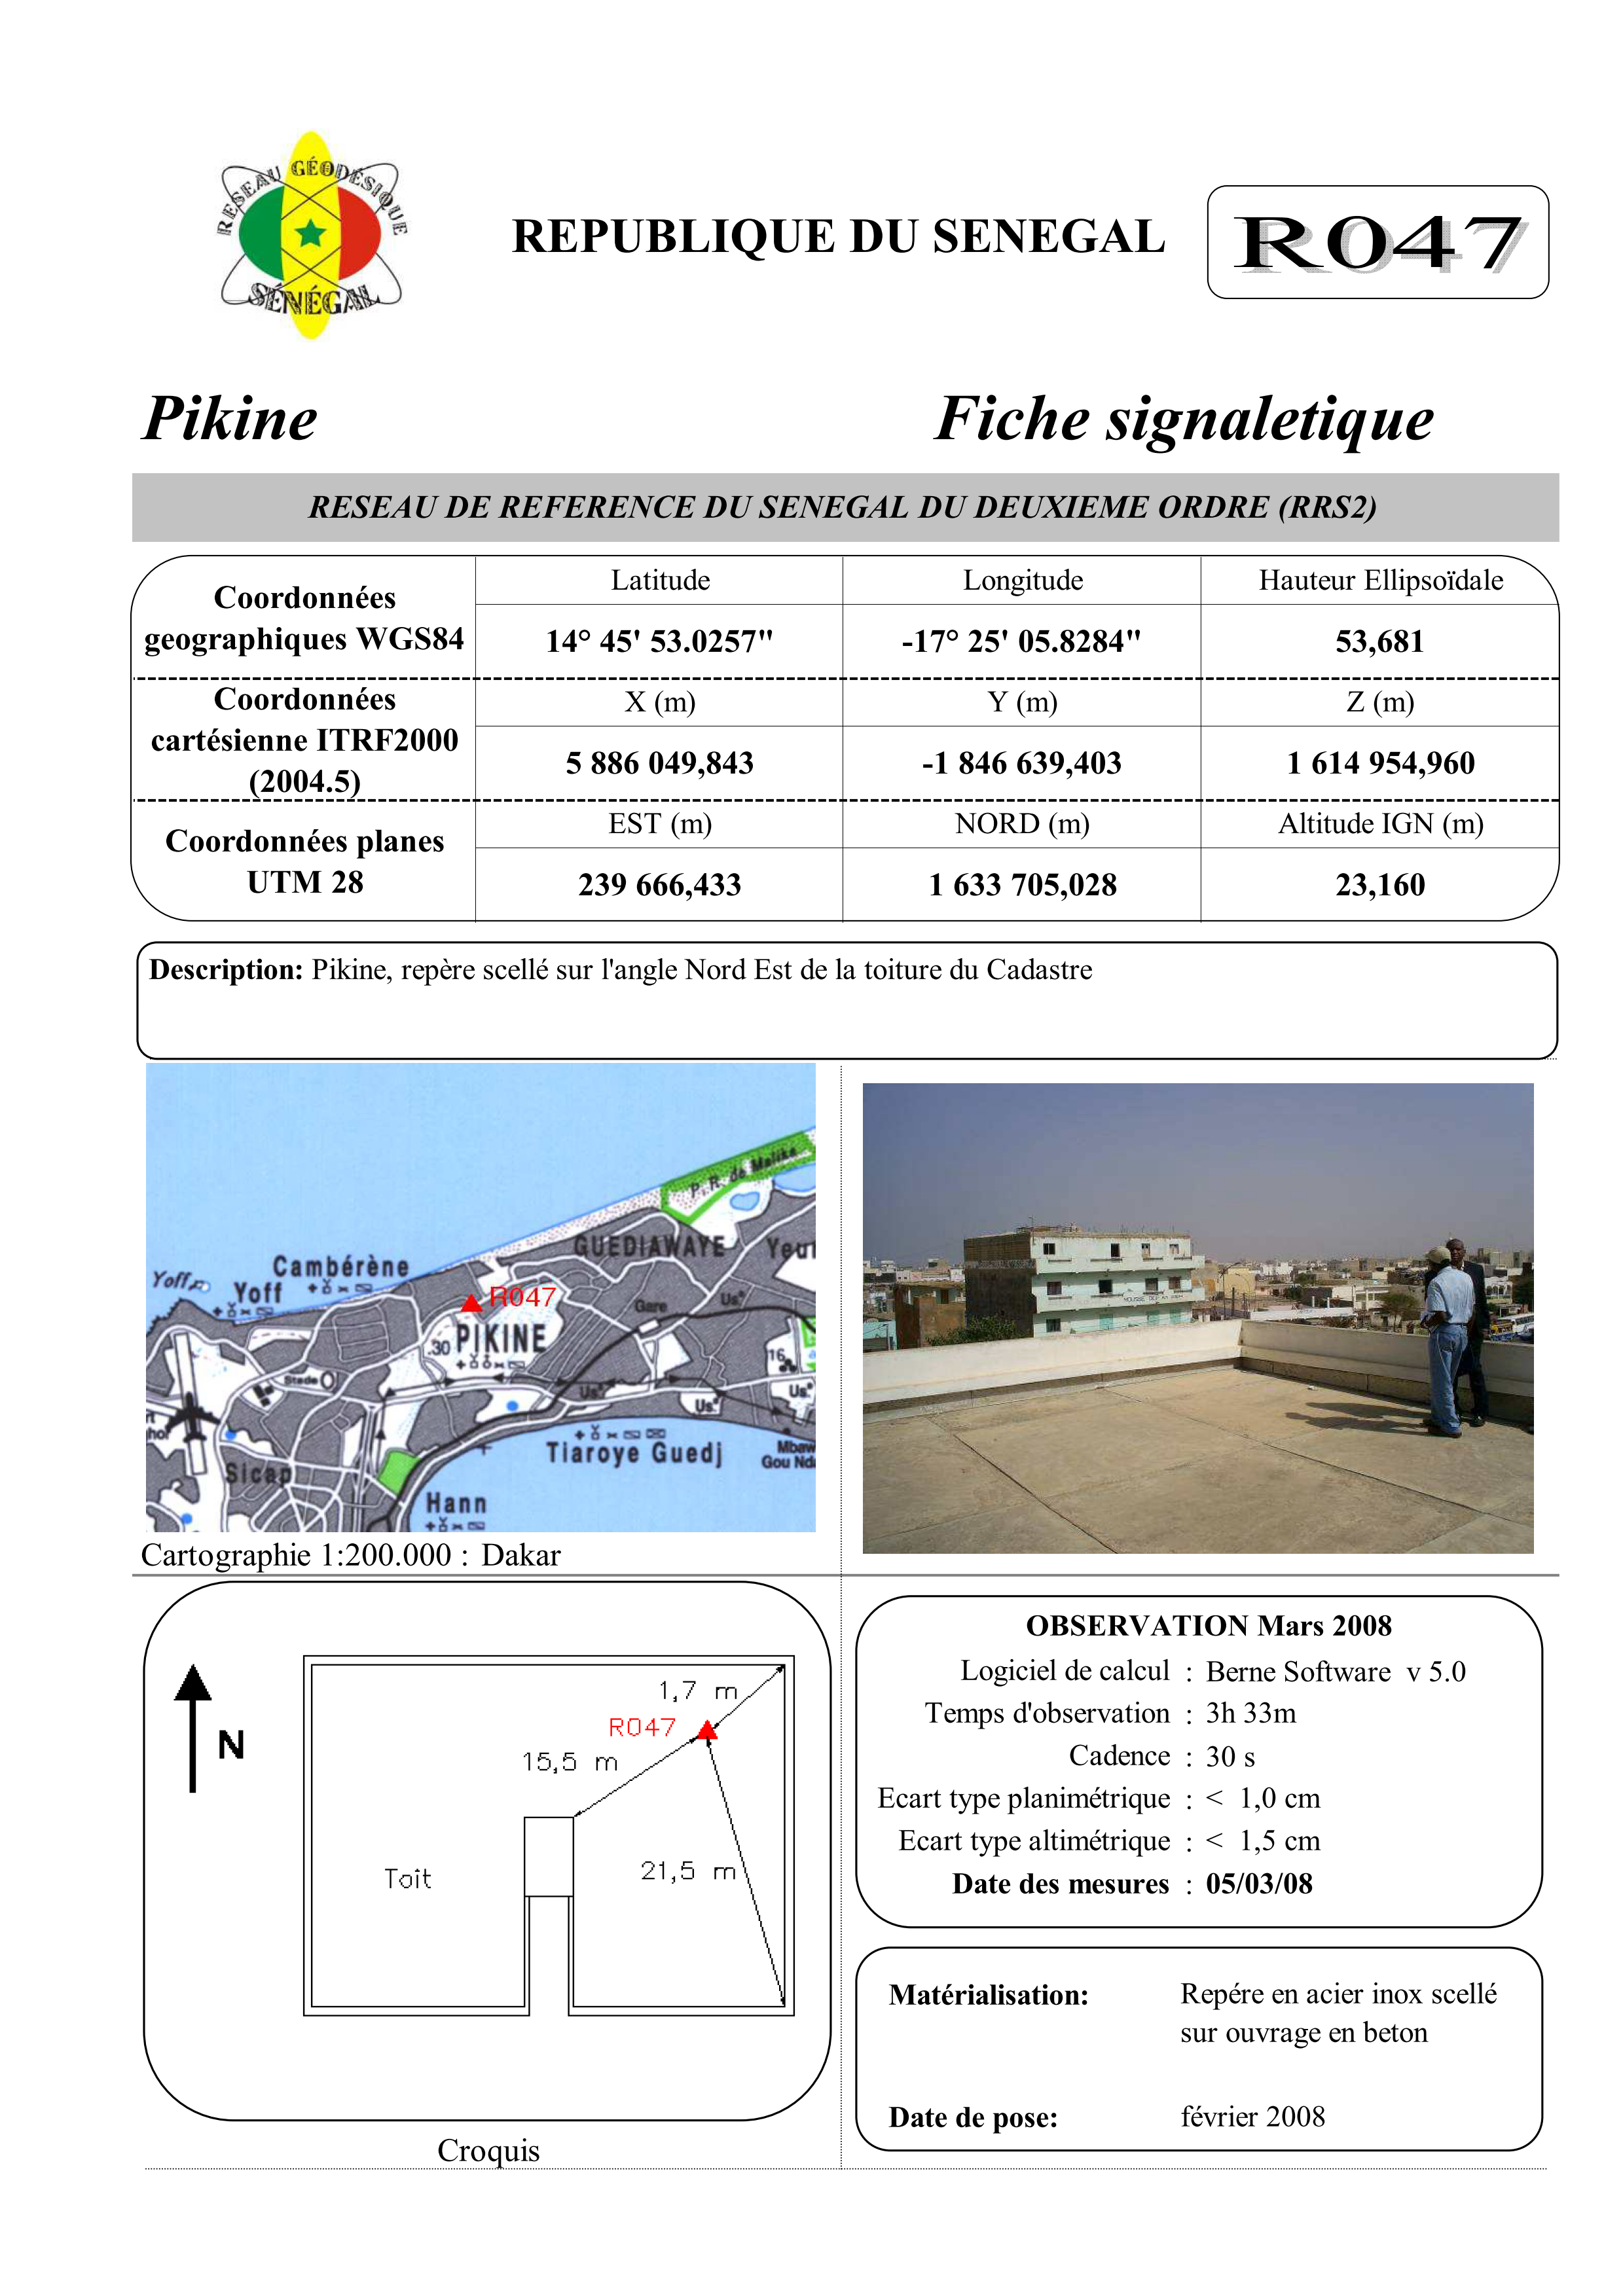 RESEAU GÉODÉSIQUE
SÉNÉGAL
REPUBLIQUE DU SENEGAL
R047
Pikine
Fiche signaletique
RESEAU DE REFERENCE DU SENEGAL DU DEUXIEME ORDRE (RRS2)
Coordonnées
geographiques WGS84
Latitude
Longitude
Hauteur Ellipsoïdale
14° 45' 53.0257"
-17° 25' 05.8284"
53,681
Coordonnées
cartésienne ITRF2000
(2004.5)
X (m)
Y (m)
Z (m)
5 886 049,843
-1 846 639,403
1 614 954,960
Coordonnées planes
UTM 28
EST (m)
NORD (m)
Altitude IGN (m)
239 666,433
1 633 705,028
23,160
Description: Pikine, repère scellé sur l'angle Nord Est de la toiture du Cadastre
P. R. de Malika
GUEDIAWAYE
Yeu
Cambérène
Yoff
Yoff
R047
Gare
Us.
PIKINE
.30
16
Stade
Us.
Us.
Us.
Tiaroye Guedj
Mbaw
Gou Nd
Sicap
Hann
Cartographie 1:200.000 : Dakar
N
1,7 m
R047
15,5 m
21,5 m
Toit
Croquis
OBSERVATION Mars 2008
Logiciel de calcul : Berne Software v 5.0
Temps d'observation : 3h 33m
Cadence : 30 s
Ecart type planimétrique : < 1,0 cm
Ecart type altimétrique : < 1,5 cm
Date des mesures : 05/03/08
Matérialisation: Repére en acier inox scellé
sur ouvrage en beton
Date de pose: février 2008